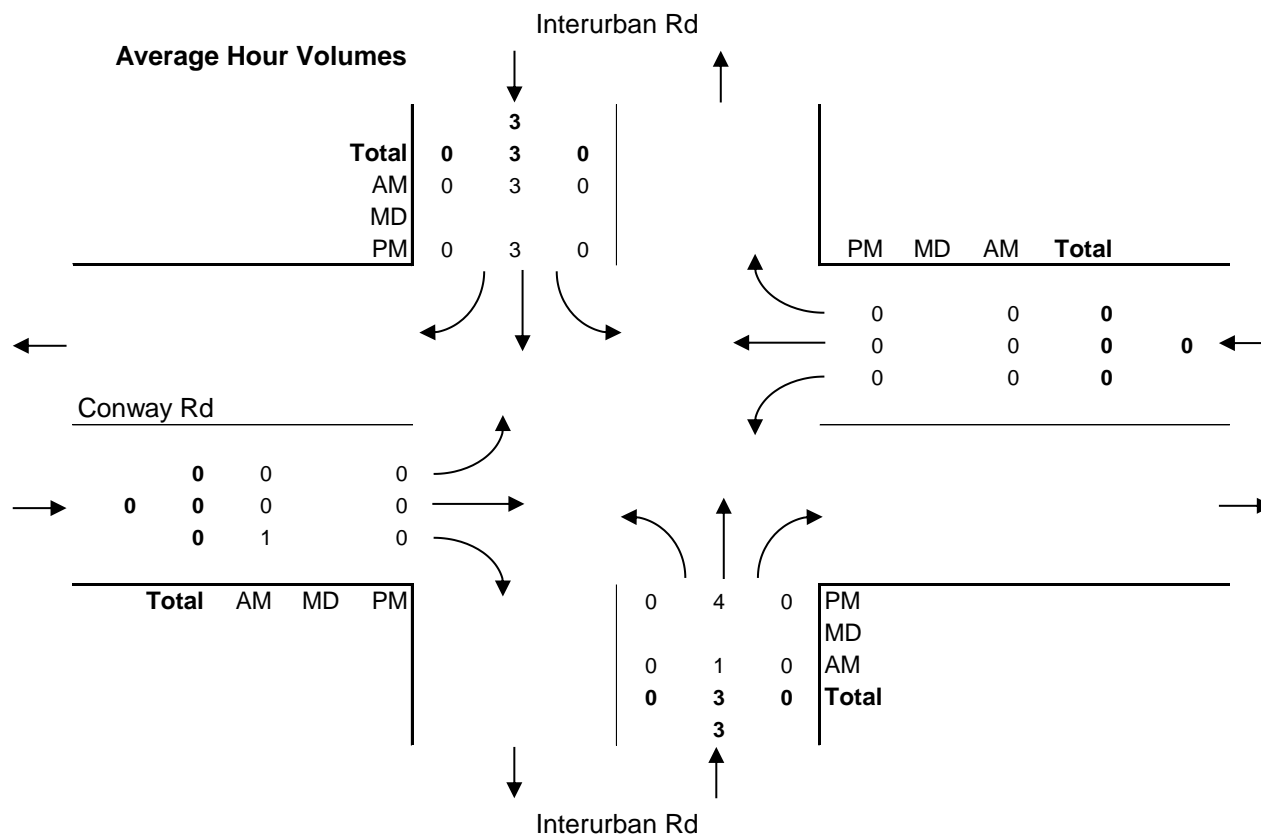 Interurban Rd
Average Hour Volumes
3
Total 0 3 0
AM 0 3 0
MD
PM 0 3 0
PM MD AM Total
0 0 0
0 0 0 0
0 0 0
Conway Rd
0 0 0
0 0 0 0
0 1 0
Total AM MD PM
0 4 0 PM
MD
0 1 0 AM
0 3 0 Total
3
Interurban Rd